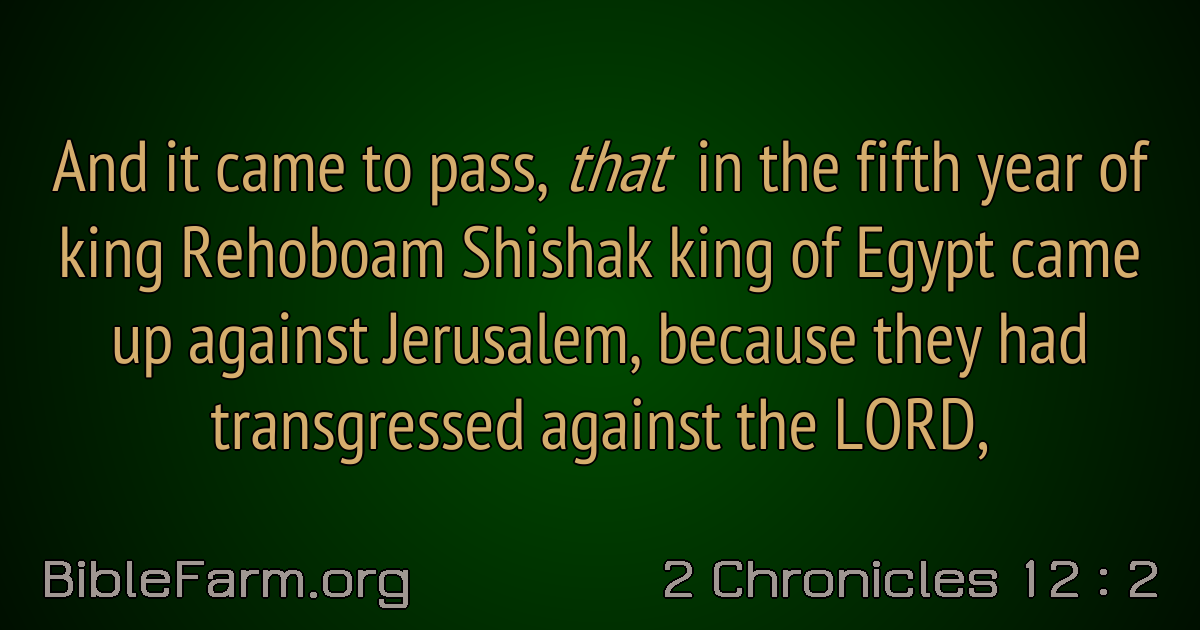 And it came to pass, that in the fifth year of
king Rehoboam Shishak king of Egypt came
up against Jerusalem, because they had
transgressed against the LORD,
BibleFarm.org
2 Chronicles 12 : 2